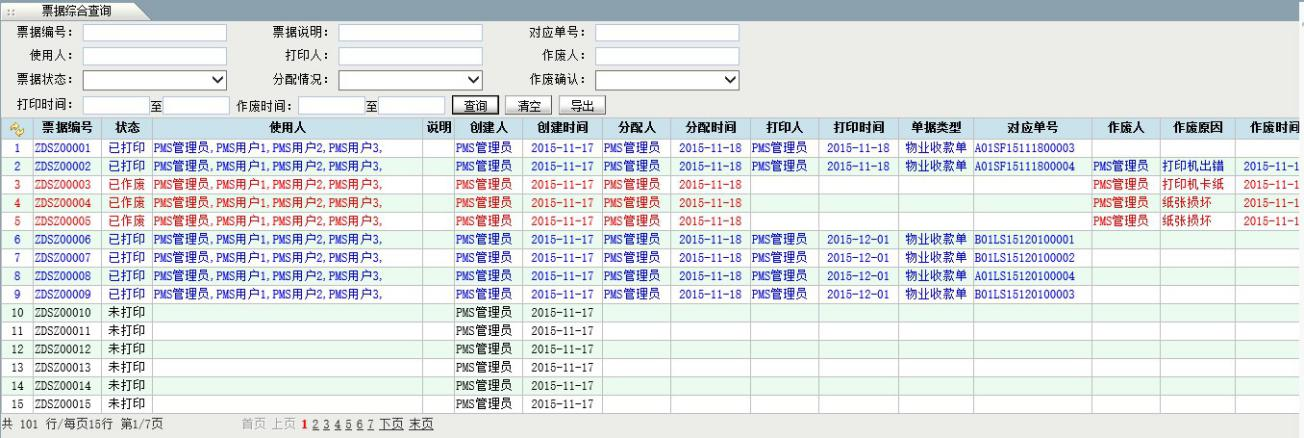 票据综合查询
票据编号： 票据说明： 对应单号：
使用人： 打印人： 作废人：
票据状态： 分配情况： 作废确认：
打印时间： 至 作废时间： 至 查询 清空 导出
票据编号 状态 使用人 说明 创建人 创建时间 分配人 分配时间 打印人 打印时间 单据类型 对应单号 作废人 作废原因 作废时间
1 ZDSZ00001 已打印 PMS管理员,PMS用户1,PMS用户2,PMS用户3, PMS管理员 2015-11-17 PMS管理员 2015-11-18 PMS管理员 2015-11-18 物业收款单 A01SF15111800003
2 ZDSZ00002 已打印 PMS管理员,PMS用户1,PMS用户2,PMS用户3, PMS管理员 2015-11-17 PMS管理员 2015-11-18 PMS管理员 2015-11-18 物业收款单 A01SF15111800004 PMS管理员 打印机出错 2015-11-1
3 ZDSZ00003 已作废 PMS管理员,PMS用户1,PMS用户2,PMS用户3, PMS管理员 2015-11-17 PMS管理员 2015-11-18 PMS管理员 打印机卡纸 2015-11-1
4 ZDSZ00004 已作废 PMS管理员,PMS用户1,PMS用户2,PMS用户3, PMS管理员 2015-11-17 PMS管理员 2015-11-18 PMS管理员 纸张损坏 2015-11-1
5 ZDSZ00005 已作废 PMS管理员,PMS用户1,PMS用户2,PMS用户3, PMS管理员 2015-11-17 PMS管理员 2015-11-18 PMS管理员 纸张损坏 2015-11-1
6 ZDSZ00006 已打印 PMS管理员,PMS用户1,PMS用户2,PMS用户3, PMS管理员 2015-11-17 PMS管理员 2015-11-18 PMS管理员 2015-12-01 物业收款单 B01LS15120100001
7 ZDSZ00007 已打印 PMS管理员,PMS用户1,PMS用户2,PMS用户3, PMS管理员 2015-11-17 PMS管理员 2015-11-18 PMS管理员 2015-12-01 物业收款单 B01LS15120100002
8 ZDSZ00008 已打印 PMS管理员,PMS用户1,PMS用户2,PMS用户3, PMS管理员 2015-11-17 PMS管理员 2015-11-18 PMS管理员 2015-12-01 物业收款单 A01LS15120100004
9 ZDSZ00009 已打印 PMS管理员,PMS用户1,PMS用户2,PMS用户3, PMS管理员 2015-11-17 PMS管理员 2015-11-18 PMS管理员 2015-12-01 物业收款单 B01LS15120100003
10 ZDSZ00010 未打印 PMS管理员 2015-11-17
11 ZDSZ00011 未打印 PMS管理员 2015-11-17
12 ZDSZ00012 未打印 PMS管理员 2015-11-17
13 ZDSZ00013 未打印 PMS管理员 2015-11-17
14 ZDSZ00014 未打印 PMS管理员 2015-11-17
15 ZDSZ00015 未打印 PMS管理员 2015-11-17
共 101 行/每页15行 第1/7页 首页 上页 1 2 3 4 5 6 7 下页 末页